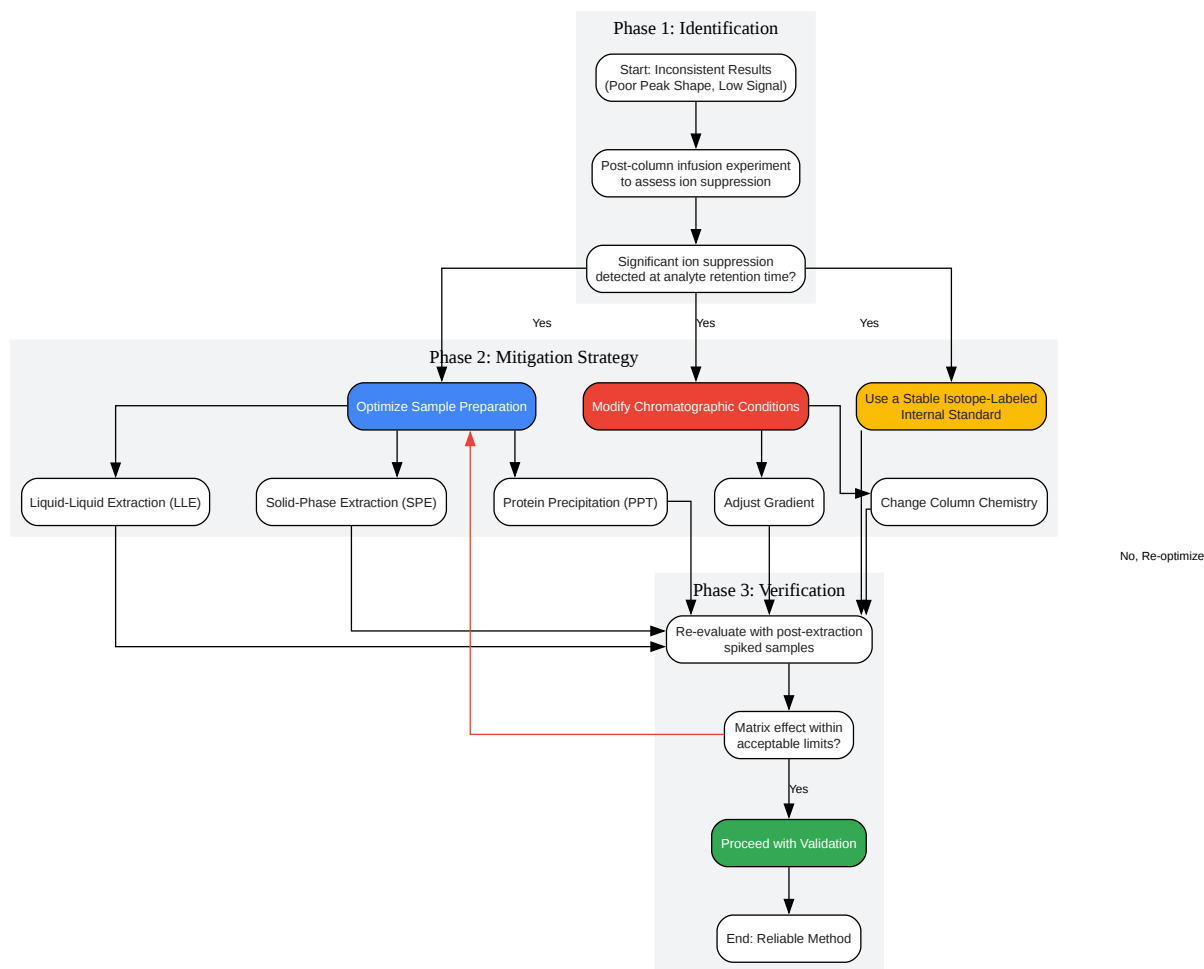 Phase 1: Identification
Start: Inconsistent Results
(Poor Peak Shape, Low Signal)
Post-column infusion experiment
to assess ion suppression
Significant ion suppression
detected at analyte retention time?
Yes
Yes
Yes
Phase 2: Mitigation Strategy
Optimize Sample Preparation
Modify Chromatographic Conditions
Use a Stable Isotope-Labeled
Internal Standard
Liquid-Liquid Extraction (LLE)
Solid-Phase Extraction (SPE)
Protein Precipitation (PPT)
Adjust Gradient
Change Column Chemistry
No, Re-optimize
Phase 3: Verification
Re-evaluate with post-extraction
spiked samples
Matrix effect within
acceptable limits?
Yes
Proceed with Validation
End: Reliable Method